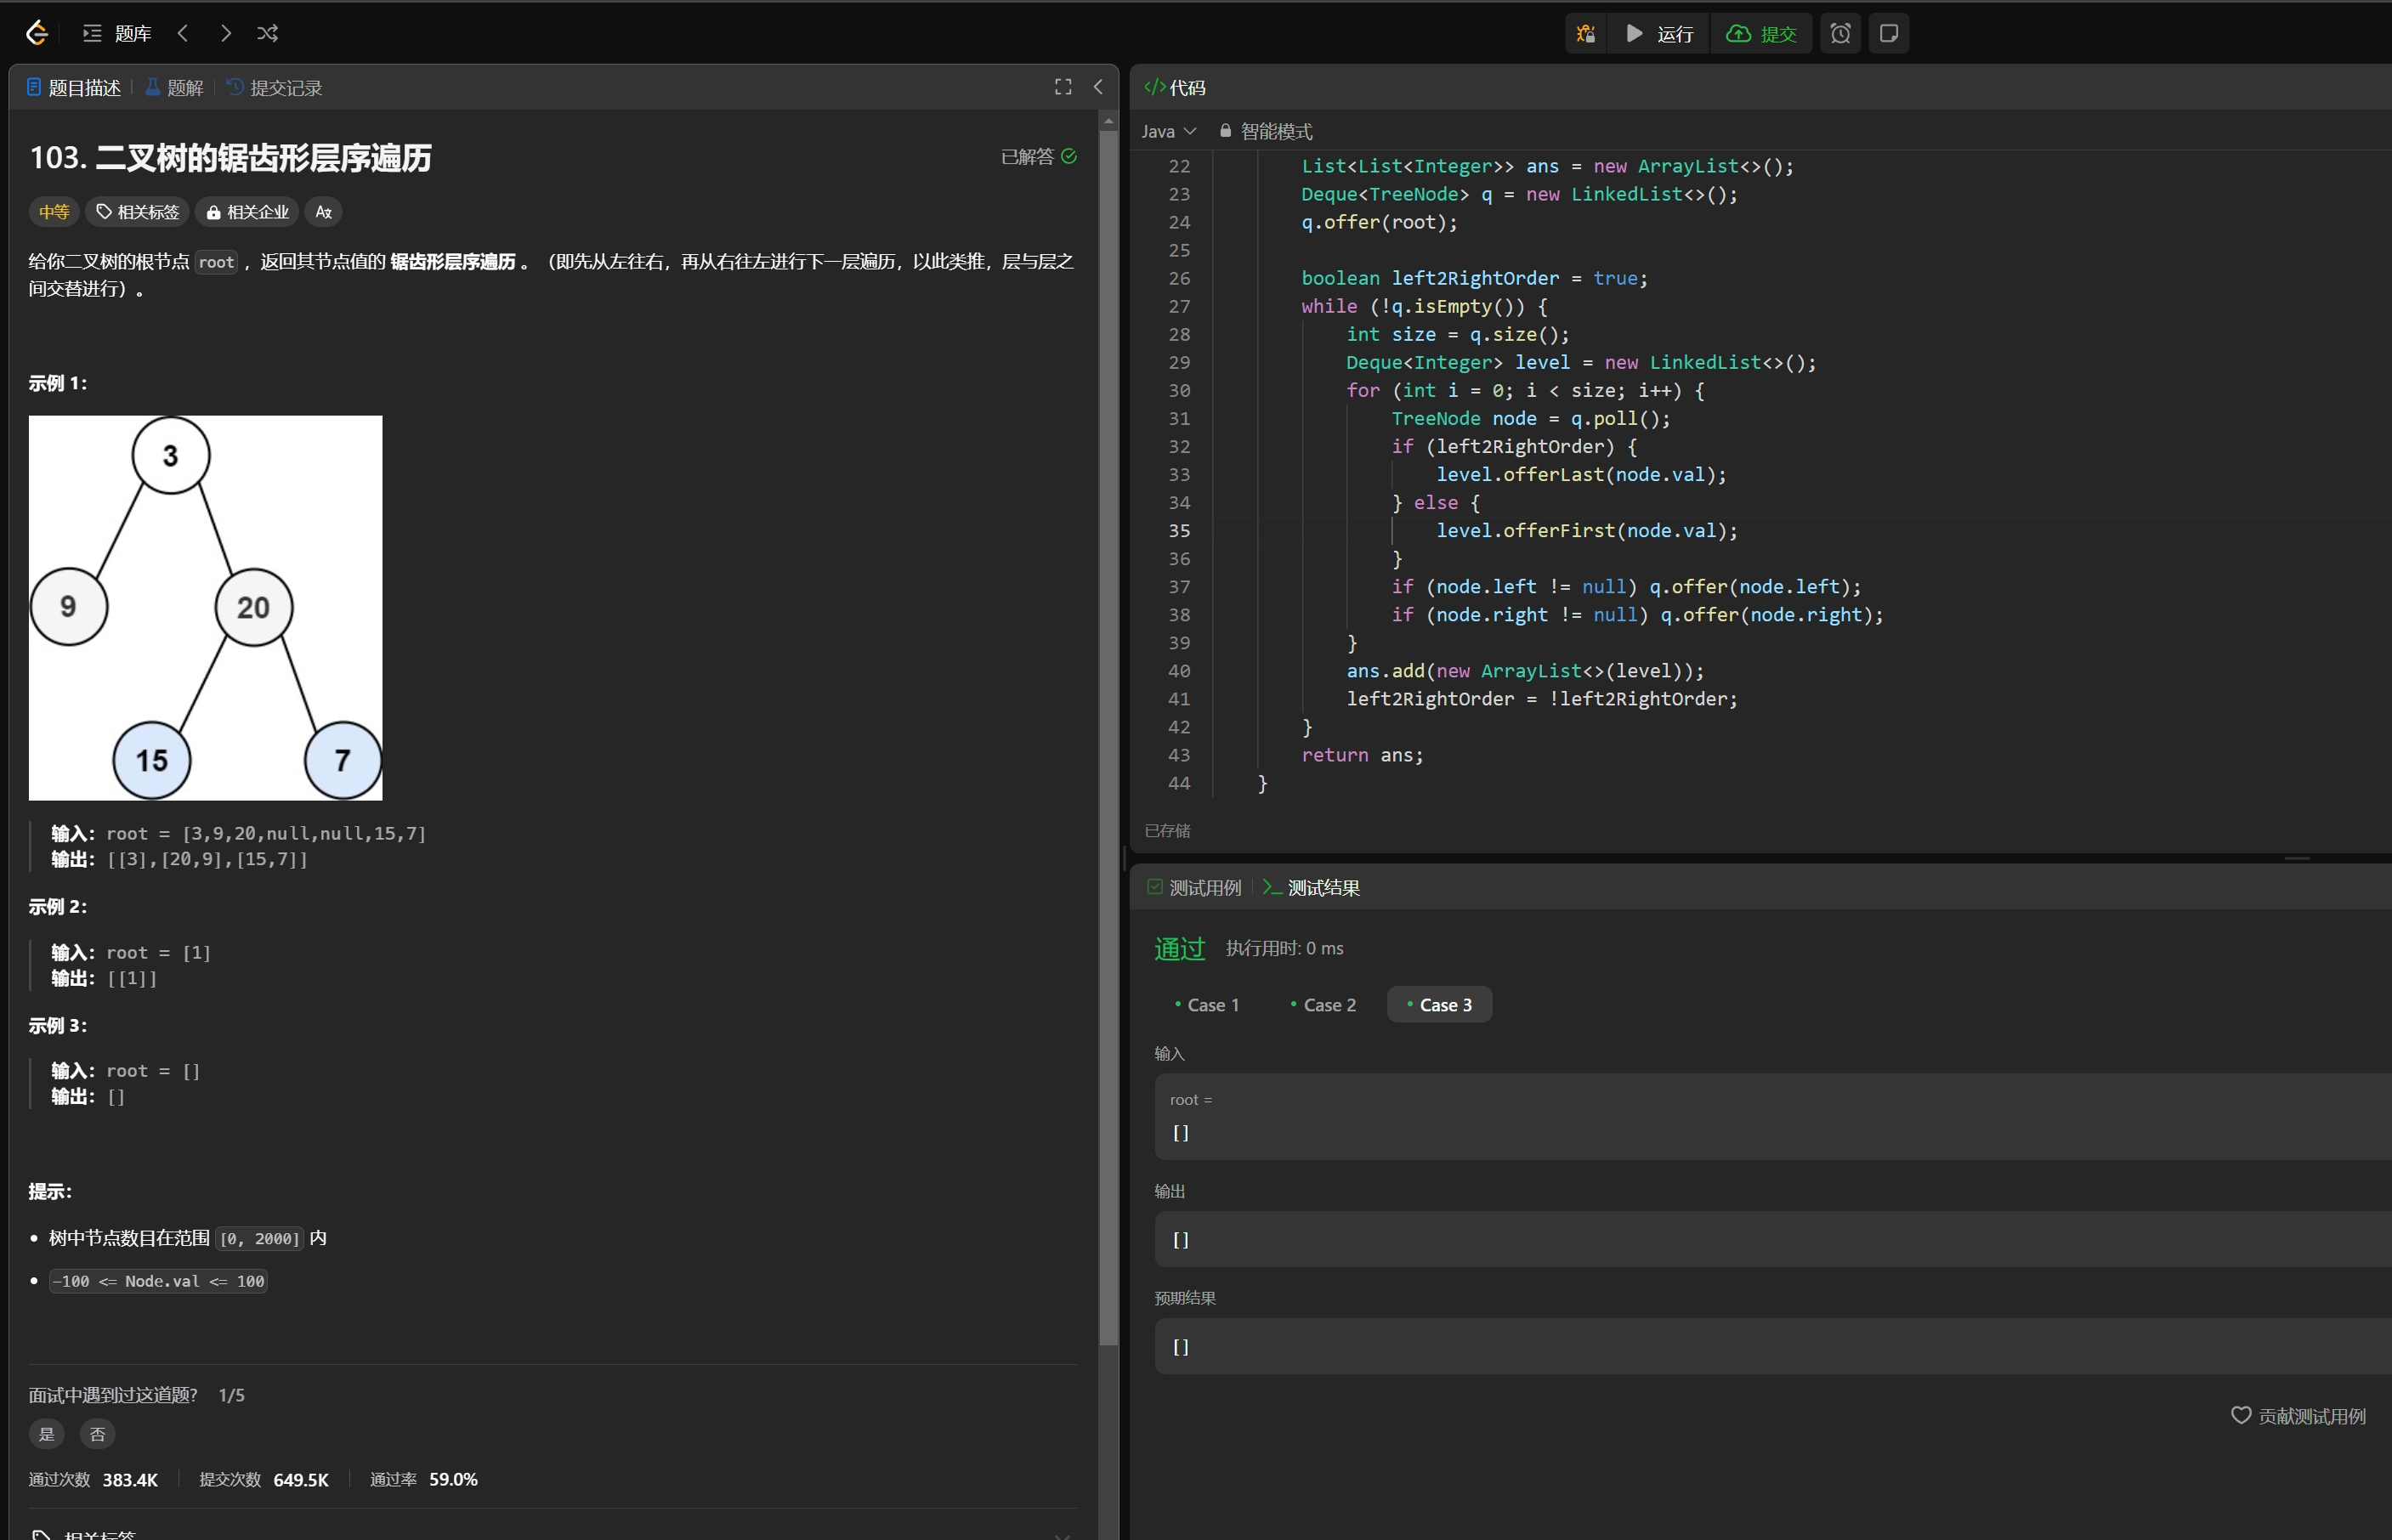 题库
运行
提交
题目描述
题解
提交记录
103. 二叉树的锯齿形层序遍历
已解答
中等
相关标签
相关企业
给你二叉树的根节点 root ，返回其节点值的 锯齿形层序遍历 。（即先从左往右，再从右往左进行下一层遍历，以此类推，层与层之
间交替进行）。
示例 1：
3
9
20
15
7
输入：root = [3,9,20,null,null,15,7]
输出：[[3],[20,9],[15,7]]
示例 2：
输入：root = [1]
输出：[[1]]
示例 3：
输入：root = []
输出：[]
提示：
• 树中节点数目在范围 [0, 2000] 内
• -100 <= Node.val <= 100
面试中遇到过这道题? 1/5
是
否
通过次数 383.4K
提交次数 649.5K
通过率 59.0%
相关标签
</>代码
Java
智能模式
22 List<List<Integer>> ans = new ArrayList<>();
23 Deque<TreeNode> q = new LinkedList<>();
24 q.offer(root);
25
26 boolean left2RightOrder = true;
27 while (!q.isEmpty()) {
28 int size = q.size();
29 Deque<Integer> level = new LinkedList<>();
30 for (int i = 0; i < size; i++) {
31 TreeNode node = q.poll();
32 if (left2RightOrder) {
33 level.offerLast(node.val);
34 } else {
35 level.offerFirst(node.val);
36 }
37 if (node.left != null) q.offer(node.left);
38 if (node.right != null) q.offer(node.right);
39 }
40 ans.add(new ArrayList<>(level));
41 left2RightOrder = !left2RightOrder;
42 }
43 return ans;
44 }
已存储
测试用例
测试结果
通过
执行用时: 0 ms
• Case 1
• Case 2
• Case 3
输入
root =
[]
输出
[]
预期结果
[]
贡献测试用例